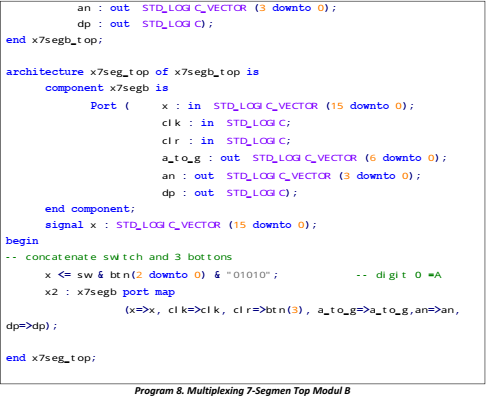 an : out STD_LOGIC_VECTOR (3 downto 0);
dp : out STD_LOGIC);
end x7segb_top;
architecture x7seg_top of x7segb_top is
component x7segb is
Port ( x : in STD_LOGIC_VECTOR (15 downto 0);
clk : in STD_LOGIC;
clr : in STD_LOGIC;
a_to_g : out STD_LOGIC_VECTOR (6 downto 0);
an : out STD_LOGIC_VECTOR (3 downto 0);
dp : out STD_LOGIC);
end component;
signal x : STD_LOGIC_VECTOR (15 downto 0);
begin
-- concatenate switch and 3 bottons
x <= sw & btn(2 downto 0) & "01010"; -- digit 0 =A
x2 : x7segb port map
(x=>x, clk=>clk, clr=>btn(3), a_to_g=>a_to_g,an=>an,
dp=>dp);
end x7seg_top;
Program 8. Multiplexing 7-Segmen Top Modul B